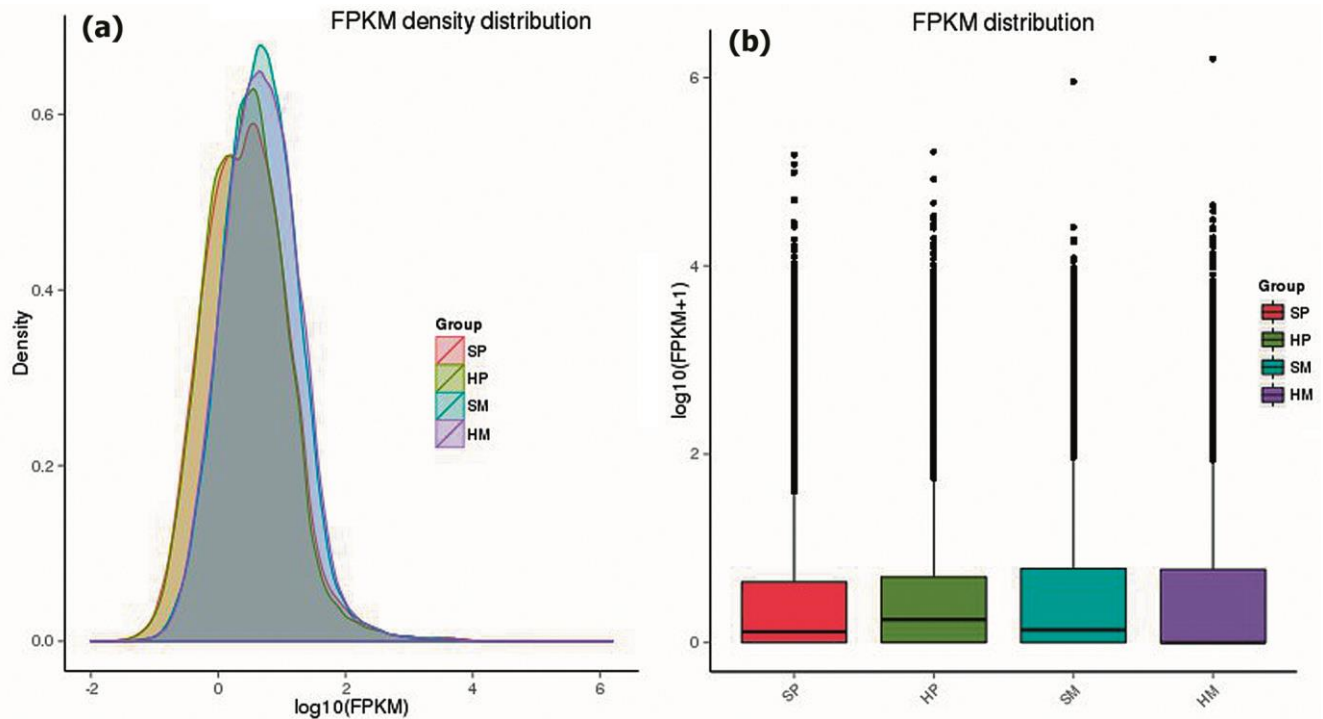 (a)
FPKM density distribution
0.6
0.4
0.2
0.0
Density
-2
0
2
4
6
log10(FPKM)
Group
SP
HP
SM
HM
(b)
FPKM distribution
6
4
2
0
log10(FPKM+1)
SP
HP
SM
HM
Group
SP
HP
SM
HM